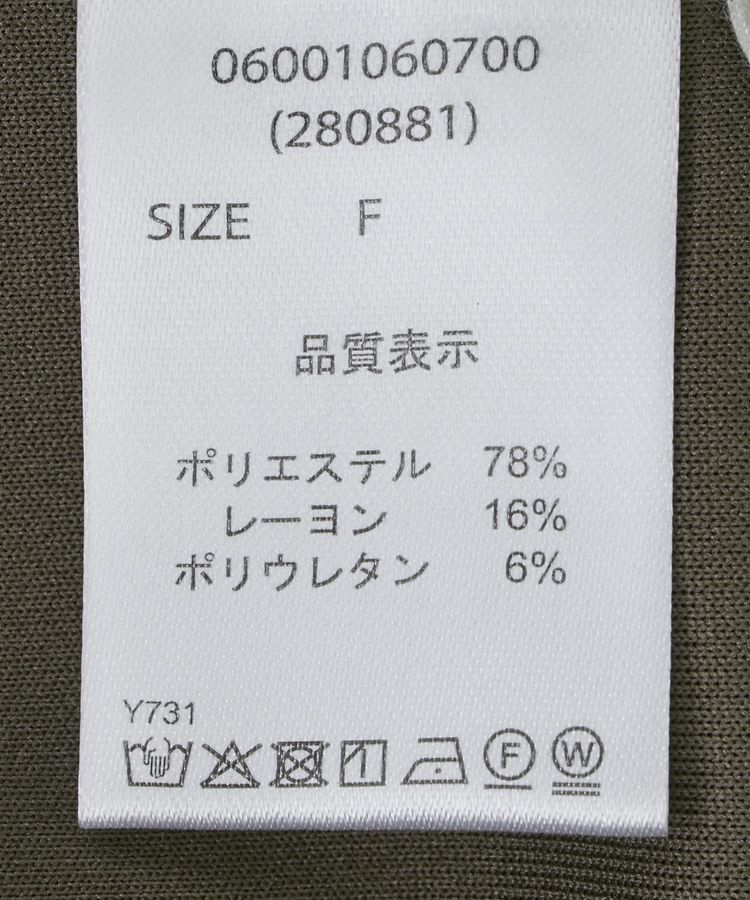 06001060700
(280881)
SIZE F
品質表示
ポリエステル 78%
レーヨン 16%
ポリウレタン 6%
Y731
F W